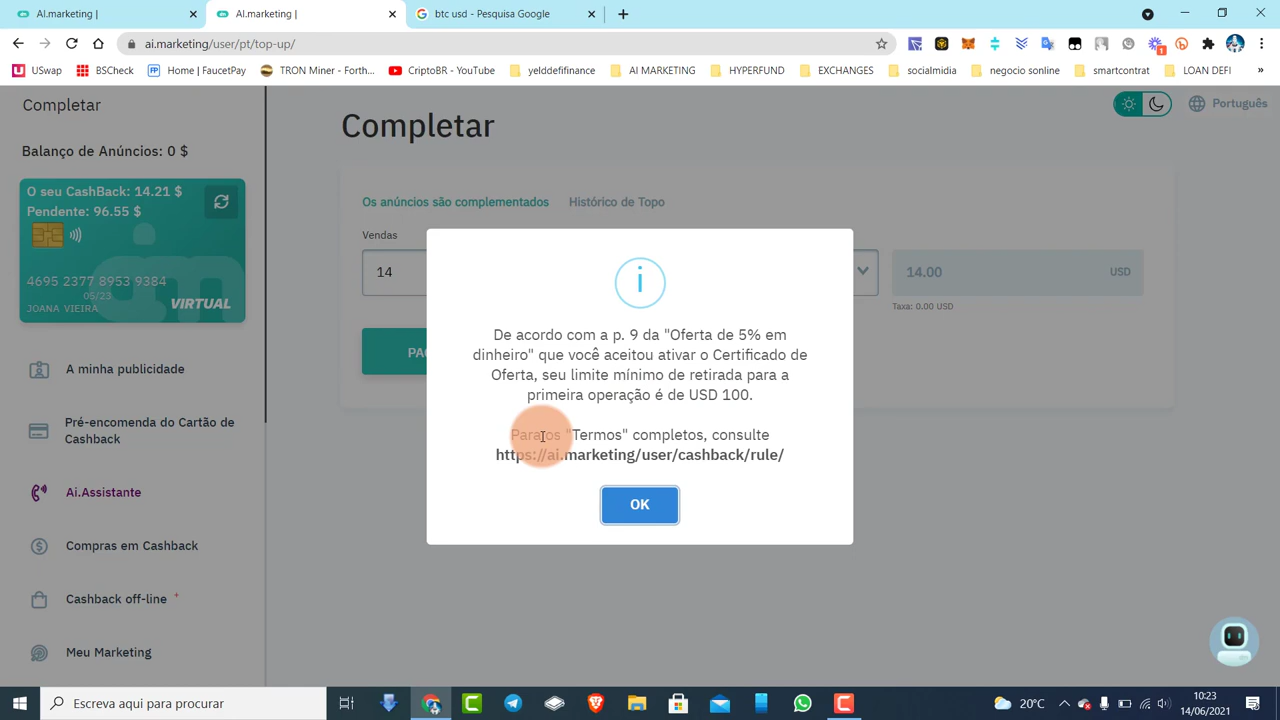 AI.marketing |
AI.marketing |
btc usd - Pesquisa Google
ai.marketing/user/pt/top-up/
USwap
BSCheck
Home | FaucetPay
TRON Miner - Forth...
CriptoBR - YouTube
yelddefifinance
AI MARKETING
HYPERFUND
EXCHANGES
socialmidia
negocio sonline
smartcontrat
LOAN DEFI
»
Completar
Completar
Português
Balanço de Anúncios: 0 $
O seu CashBack: 14.21 $
Pendente: 96.55 $
4695 2377 8953 9384
05/23
JOANA VIEIRA
VIRTUAL
Os anúncios são complementados
Histórico de Topo
Vendas
14
14.00
USD
Taxa: 0.00 USD
De acordo com a p. 9 da "Oferta de 5% em
dinheiro" que você aceitou ativar o Certificado de
Oferta, seu limite mínimo de retirada para a
primeira operação é de USD 100.
Para os "Termos" completos, consulte
https://ai.marketing/user/cashback/rule/
OK
A minha publicidade
Pré-encomenda do Cartão de
Cashback
Ai.Assistante
Compras em Cashback
Cashback off-line *
Meu Marketing
Escreva aqui para procurar
20°C
10:23
14/06/2021